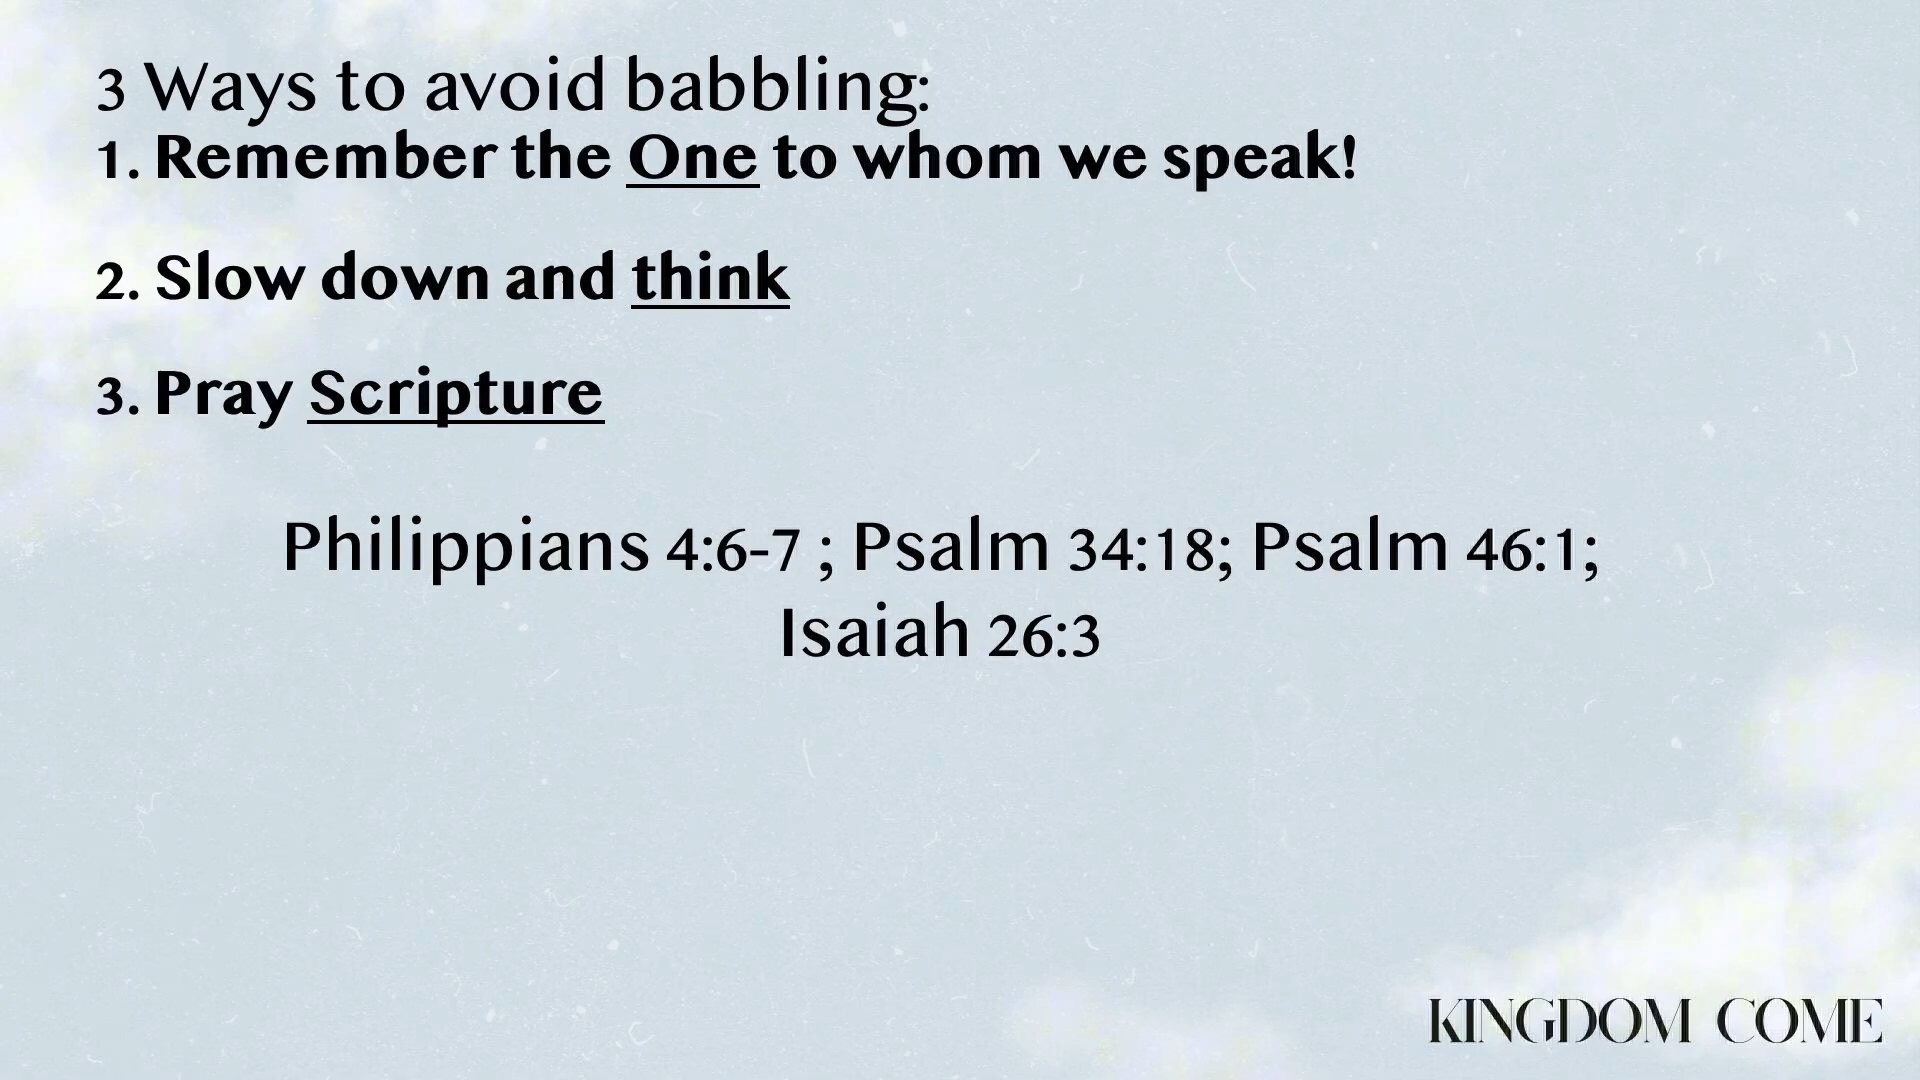 3 Ways to avoid babbling:
1. Remember the One to whom we speak!
2. Slow down and think
3. Pray Scripture
Philippians 4:6-7 ; Psalm 34:18; Psalm 46:1;
Isaiah 26:3
KINGDOM COME